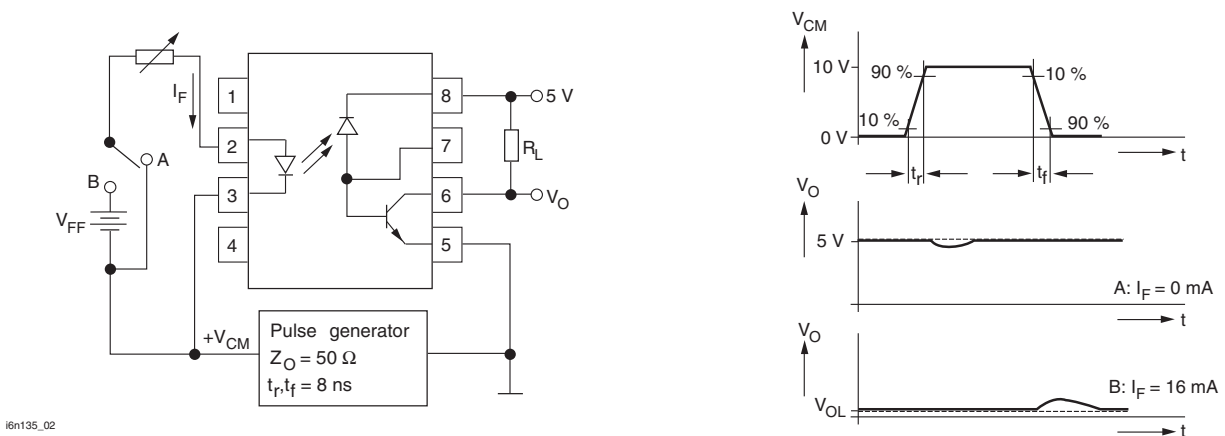 I_F
1
2
3
4
8
7
6
5
5 V
R_L
V_O
A
B
V_FF
+V_CM
Pulse generator
Z_O = 50 Ω
t_r,t_f = 8 ns
i6n135_02
V_CM
10 V
90 %
10 %
10 %
90 %
0 V
t
t_r
t_f
V_O
5 V
A: I_F = 0 mA
t
V_O
B: I_F = 16 mA
V_OL
t